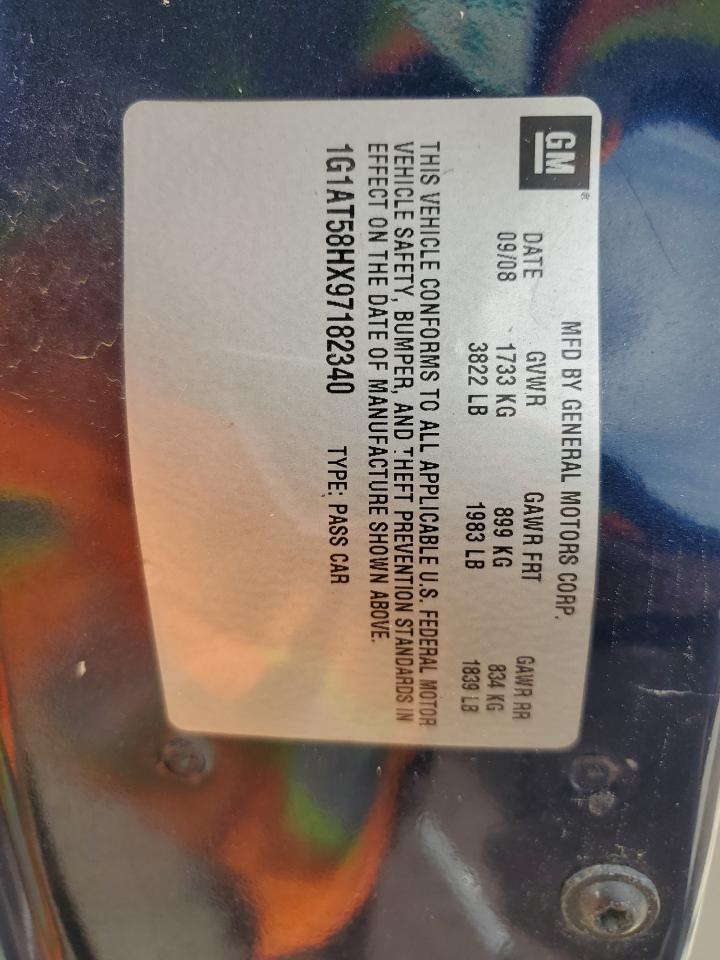 GM
MFD BY GENERAL MOTORS CORP.
DATE GVWR GAWR FRT GAWR RR
09/08 1733 KG 899 KG 834 KG
3822 LB 1983 LB 1839 LB
THIS VEHICLE CONFORMS TO ALL APPLICABLE U.S. FEDERAL MOTOR
VEHICLE SAFETY, BUMPER, AND THEFT PREVENTION STANDARDS IN
EFFECT ON THE DATE OF MANUFACTURE SHOWN ABOVE.
1G1AT58HX97182340 TYPE: PASS CAR